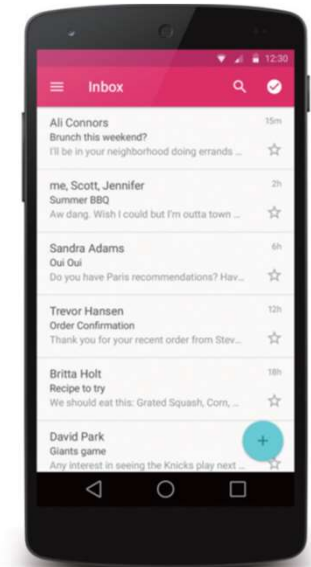 12:30
Inbox
Ali Connors 15m
Brunch this weekend?
I'll be in your neighborhood doing errands ...
me, Scott, Jennifer 2h
Summer BBQ
Aw dang. Wish I could but I'm outta town ...
Sandra Adams 6h
Oui Oui
Do you have Paris recommendations? Hav...
Trevor Hansen 12h
Order Confirmation
Thank you for your recent order from Stev...
Britta Holt 18h
Recipe to try
We should eat this: Grated Squash, Corn, ...
David Park
Giants game
Any interest in seeing the Knicks play next ...
+